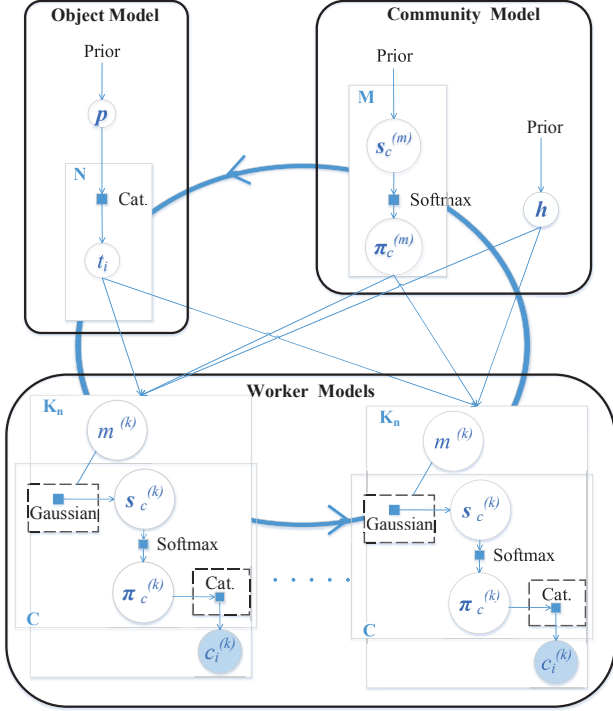 Object Model
Prior
p
N
Cat.
t_i
Community Model
Prior
M
s_c^(m)
Prior
Softmax
h
π_c^(m)
Worker Models
K_n
m^(k)
s_c^(k)
Gaussian
Softmax
Cat.
π_c^(k)
C
c_i^(k)
. . . . . .
K_n
m^(k)
s_c^(k)
Gaussian
Softmax
Cat.
π_c^(k)
C
c_i^(k)